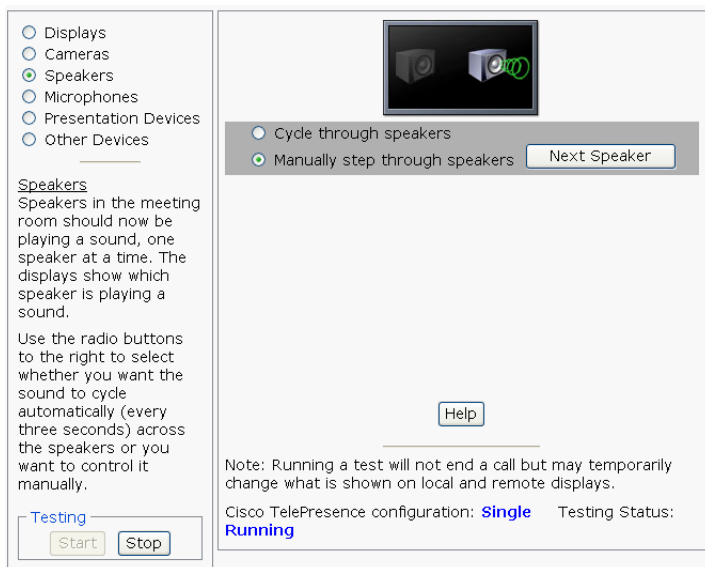 Displays
Cameras
Speakers
Microphones
Presentation Devices
Other Devices
Speakers
Speakers in the meeting
room should now be
playing a sound, one
speaker at a time. The
displays show which
speaker is playing a
sound.
Use the radio buttons
to the right to select
whether you want the
sound to cycle
automatically (every
three seconds) across
the speakers or you
want to control it
manually.
Testing
Start Stop
Cycle through speakers
Manually step through speakers Next Speaker
Help
Note: Running a test will not end a call but may temporarily
change what is shown on local and remote displays.
Cisco TelePresence configuration: Single Testing Status:
Running